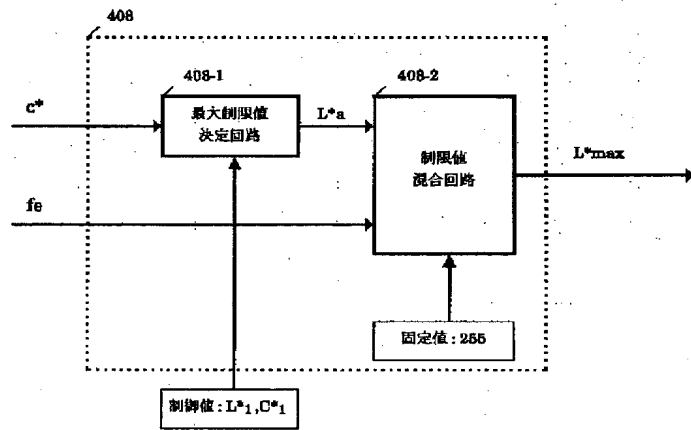 408
408-1
408-2
C*
最大制限値
決定回路
L*a
制限値
混合回路
L*max
fe
固定値：255
制御値：L*1,C*1